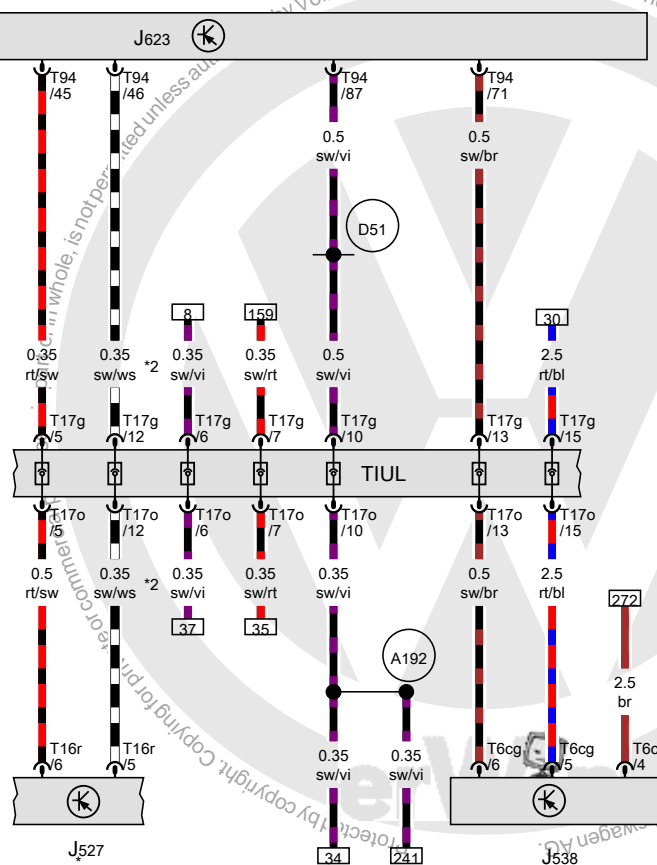 J623
T94 /45
T94 /46
T94 /87
T94 /71
0.5 sw/vi
0.5 sw/br
D51
8
159
30
0.35 rt/sw
0.35 sw/ws
*2
0.35 sw/vi
0.35 sw/rt
0.5 sw/vi
2.5 rt/bl
T17g /5
T17g /12
T17g /6
T17g /7
T17g /10
T17g /13
T17g /15
TIUL
T17o /5
T17o /12
T17o /6
T17o /7
T17o /10
T17o /13
T17o /15
0.5 rt/sw
0.35 sw/ws
*2
0.35 sw/vi
0.35 sw/rt
0.35 sw/vi
0.5 sw/br
2.5 rt/bl
272
37
35
A192
2.5 br
T16r /6
T16r /5
0.35 sw/vi
0.35 sw/vi
T6cg /6
T6cg /5
/4
J527
*
34
241
J538